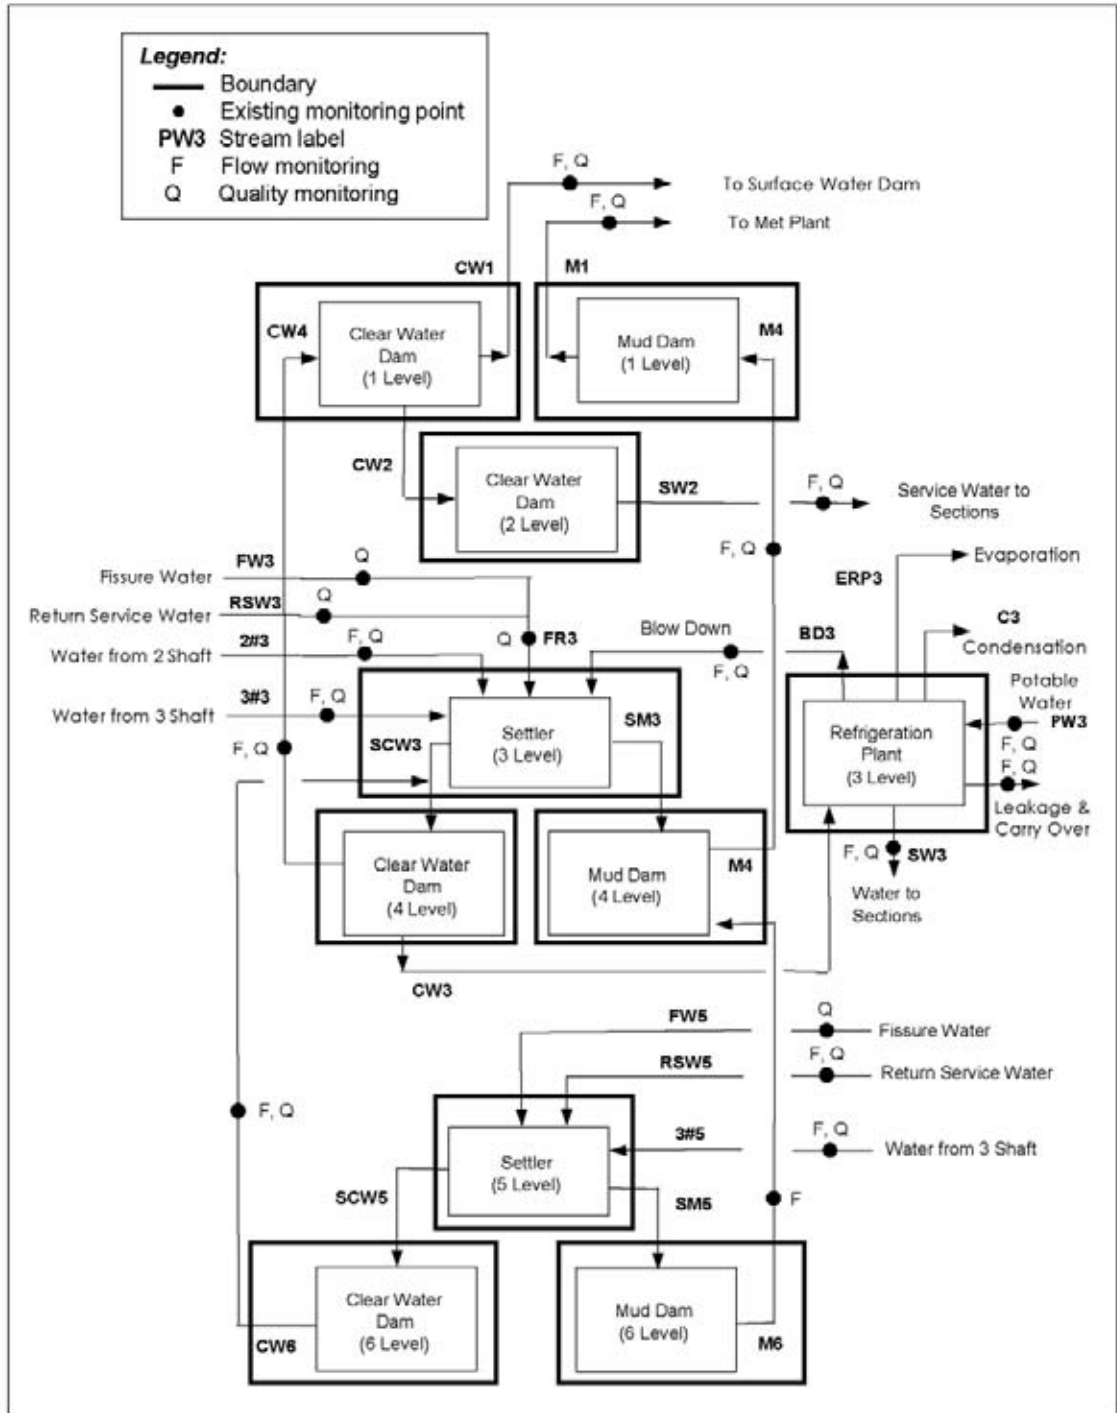 Legend:
Boundary
Existing monitoring point
PW3 Stream label
F Flow monitoring
Q Quality monitoring
F, Q
To Surface Water Dam
F, Q
To Met Plant
CW1
M1
CW4
Clear Water
Dam
(1 Level)
Mud Dam
(1 Level)
M4
CW2
Clear Water
Dam
(2 Level)
SW2
F, Q
Service Water to
Sections
F, Q
Evaporation
ERP3
FW3
Q
Fissure Water
RSW3
Q
Return Service Water
2#3
F, Q
Water from 2 Shaft
Q
FR3
Blow Down
F, Q
BD3
C3
Condensation
Potable
Water
PW3
F, Q
F, Q
Leakage &
Carry Over
3#3
F, Q
Water from 3 Shaft
SCW3
Settler
(3 Level)
SM3
Refrigeration
Plant
(3 Level)
F, Q
Clear Water
Dam
(4 Level)
Mud Dam
(4 Level)
M4
F, Q
SW3
Water to
Sections
CW3
FW5
Q
Fissure Water
RSW5
F, Q
Return Service Water
3#5
F, Q
Water from 3 Shaft
F, Q
Settler
(5 Level)
SCW5
SM5
F
Clear Water
Dam
(6 Level)
CW6
Mud Dam
(6 Level)
M6